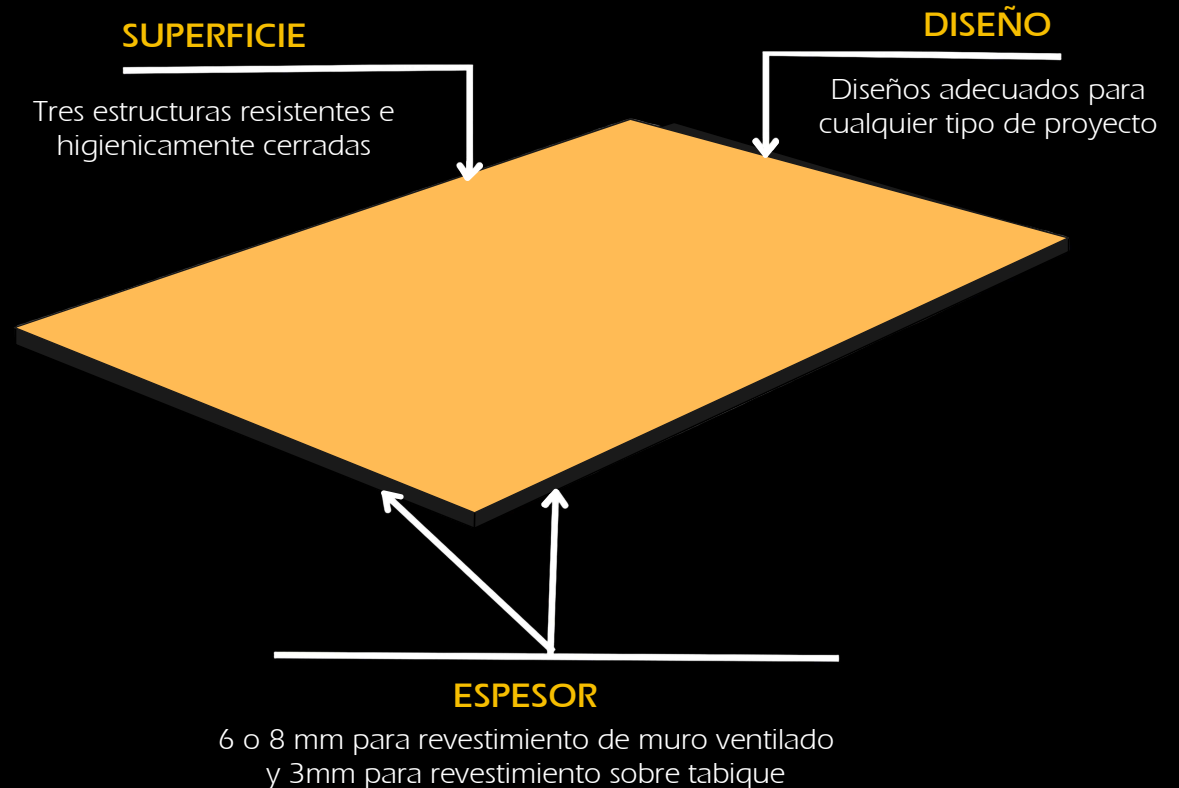 SUPERFICIE
Tres estructuras resistentes e
higienicamente cerradas
DISEÑO
Diseños adecuados para
cualquier tipo de proyecto
ESPESOR
6 o 8 mm para revestimiento de muro ventilado
y 3mm para revestimiento sobre tabique